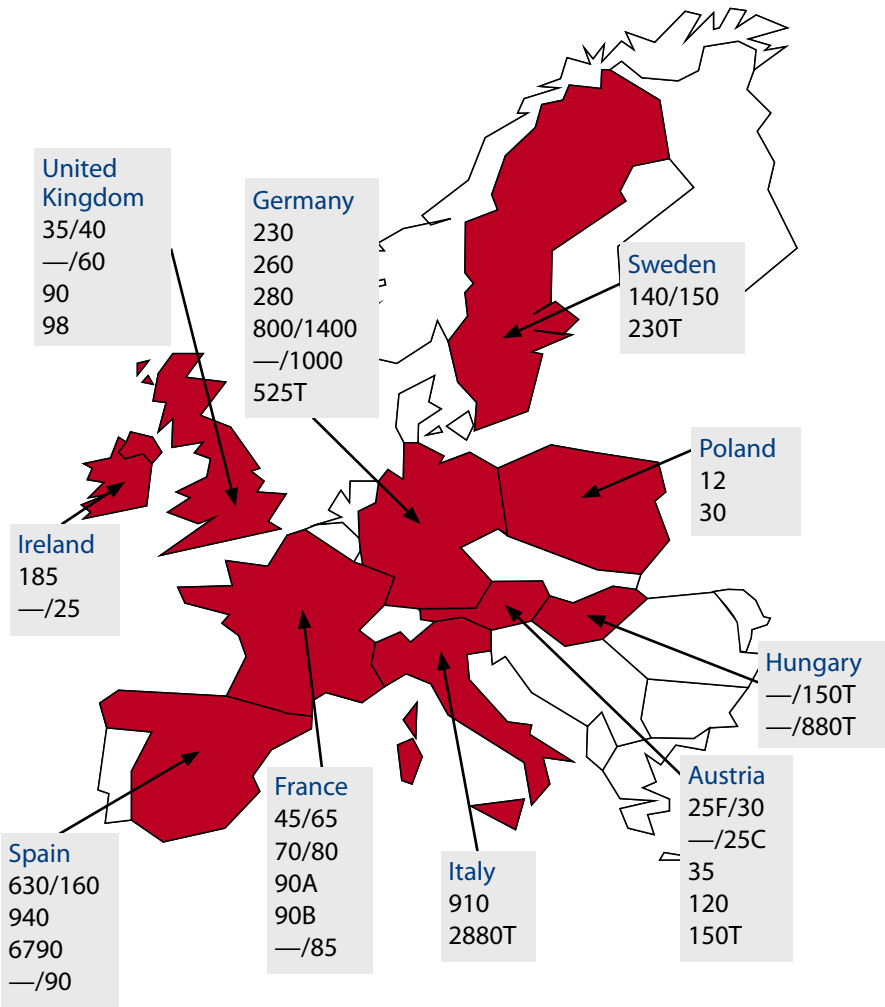 United
Kingdom
35/40
—/60
90
98
Germany
230
260
280
800/1400
—/1000
525T
Sweden
140/150
230T
Poland
12
30
Ireland
185
—/25
Hungary
—/150T
—/880T
Austria
25F/30
—/25C
35
120
150T
France
45/65
70/80
90A
90B
—/85
Italy
910
2880T
Spain
630/160
940
6790
—/90